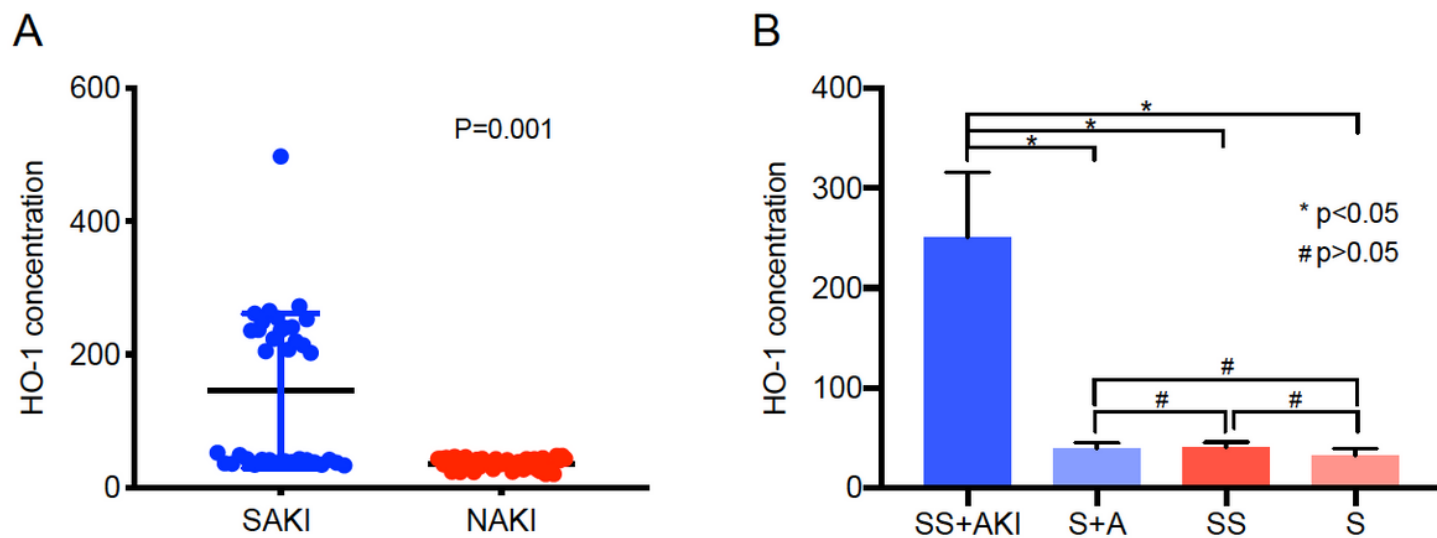 A
HO-1 concentration
600
400
200
0
P=0.001
SAKI
NAKI
B
HO-1 concentration
400
300
200
100
0
*
*
*
* p<0.05
# p>0.05
#
#
#
SS+AKI
S+A
SS
S